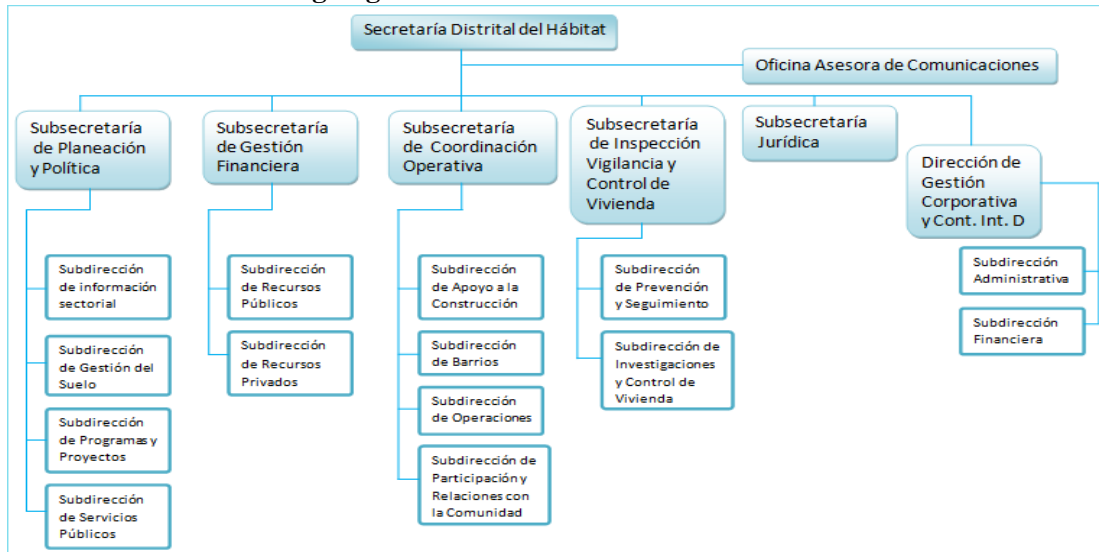 Secretaría Distrital del Hábitat
Oficina Asesora de Comunicaciones
Subsecretaría
de Planeación
y Política
Subsecretaría
de Gestión
Financiera
Subsecretaría
de Coordinación
Operativa
Subsecretaría
de Inspección
Vigilancia y
Control de
Vivienda
Subsecretaría
Jurídica
Dirección de
Gestión
Corporativa
y Cont. Int. D
Subdirección
de información
sectorial
Subdirección
de Gestión del
Suelo
Subdirección
de Programas y
Proyectos
Subdirección
de Servicios
Públicos
Subdirección
de Recursos
Públicos
Subdirección
de Recursos
Privados
Subdirección
de Apoyo a la
Construcción
Subdirección
de Barrios
Subdirección
de Operaciones
Subdirección de
Participación y
Relaciones con
la Comunidad
Subdirección
de Prevención
y Seguimiento
Subdirección de
Investigaciones
y Control de
Vivienda
Subdirección
Administrativa
Subdirección
Financiera